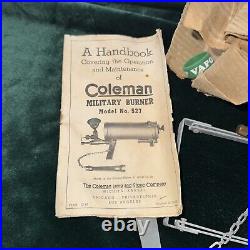 A Handbook
Covering the Operation
and Maintenance
of
Coleman
MILITARY BURNER
Model No. 527
The Coleman Lamp and Stove Company
WICHITA, KANSAS
CHICAGO PHILADELPHIA
LOS ANGELES
VAPO